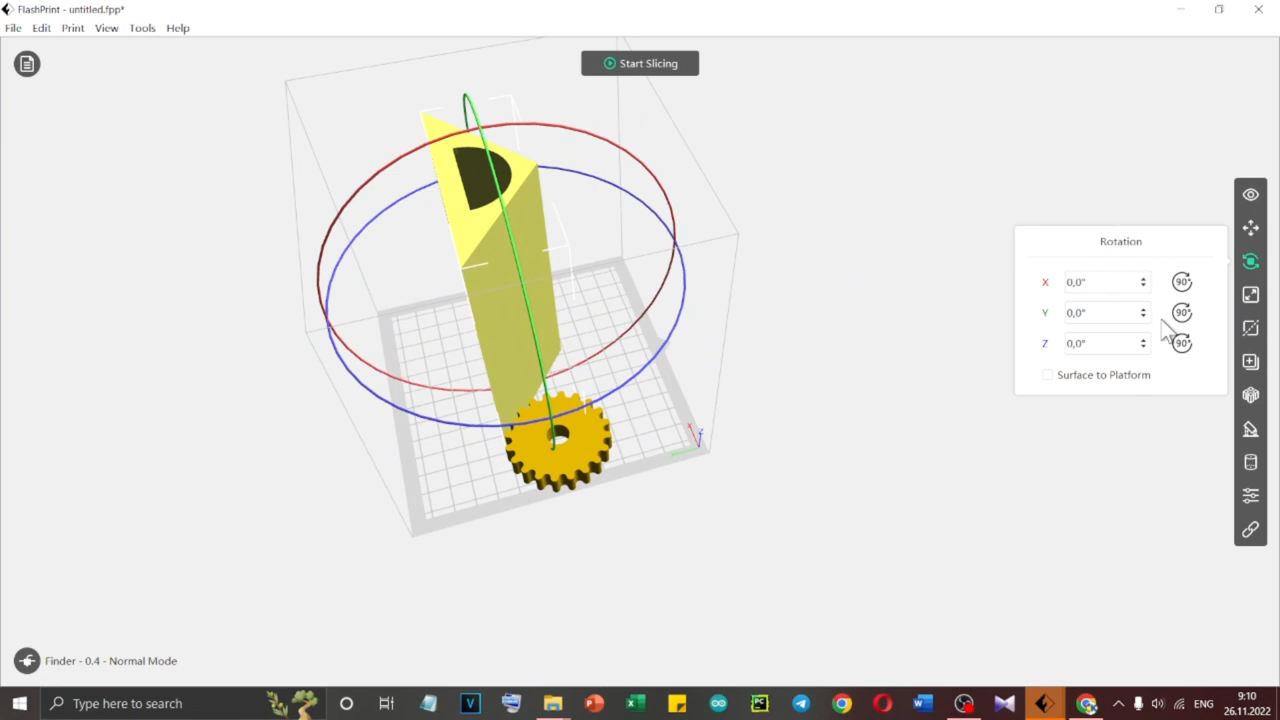 FlashPrint - untitled.fpp*
File Edit Print View Tools Help
Start Slicing
Rotation
X 0,0° 90°
Y 0,0° 90°
Z 0,0° 90°
Surface to Platform
X Z
Finder - 0.4 - Normal Mode
Type here to search
V
PC
W
ENG
9:10
26.11.2022